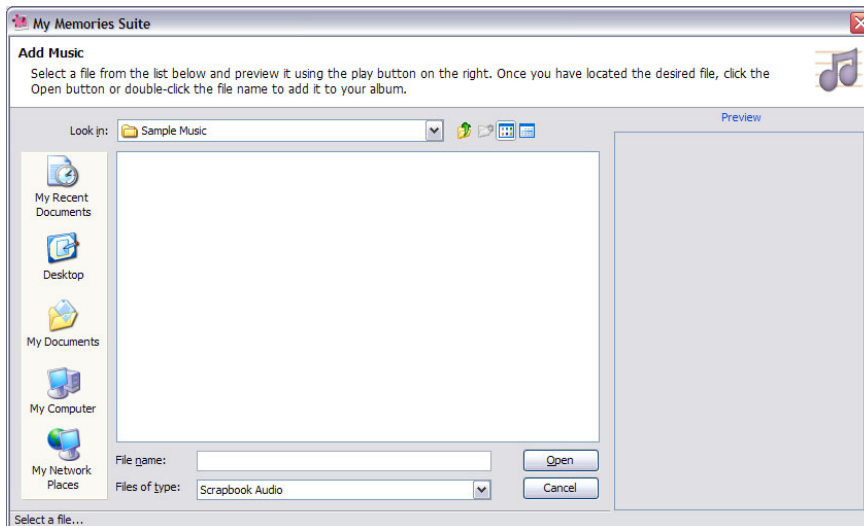 My Memories Suite
Add Music
Select a file from the list below and preview it using the play button on the right. Once you have located the desired file, click the
Open button or double-click the file name to add it to your album.
Preview
Look in:
Sample Music
My Recent
Documents
Desktop
My Documents
My Computer
My Network
Places
File name:
Open
Files of type:
Scrapbook Audio
Cancel
Select a file...